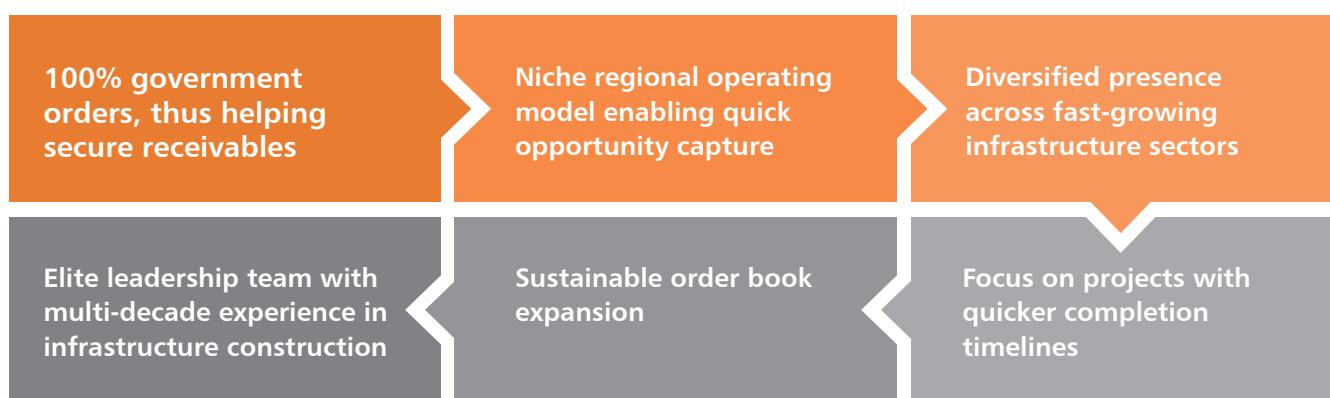 100% government
orders, thus helping
secure receivables
Niche regional operating
model enabling quick
opportunity capture
Diversified presence
across fast-growing
infrastructure sectors
Focus on projects with
quicker completion
timelines
Sustainable order book
expansion
Elite leadership team with
multi-decade experience in
infrastructure construction